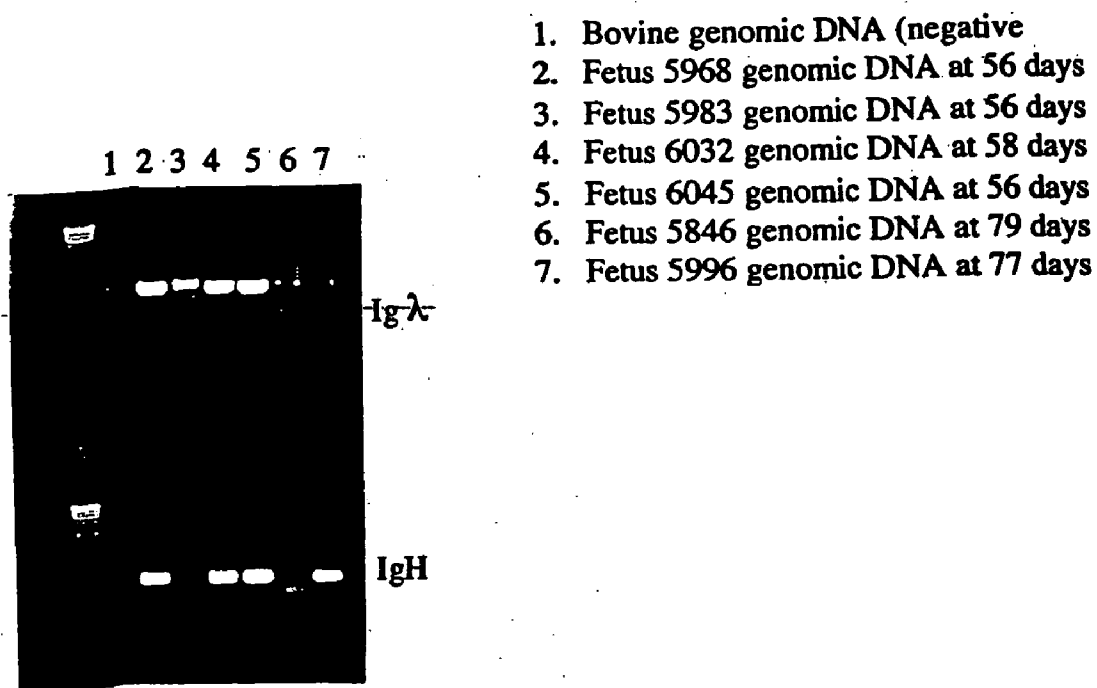 1. Bovine genomic DNA (negative
2. Fetus 5968 genomic DNA at 56 days
3. Fetus 5983 genomic DNA at 56 days
4. Fetus 6032 genomic DNA at 58 days
5. Fetus 6045 genomic DNA at 56 days
6. Fetus 5846 genomic DNA at 79 days
7. Fetus 5996 genomic DNA at 77 days
1 2 3 4 5 6 7
Ig λ
IgH